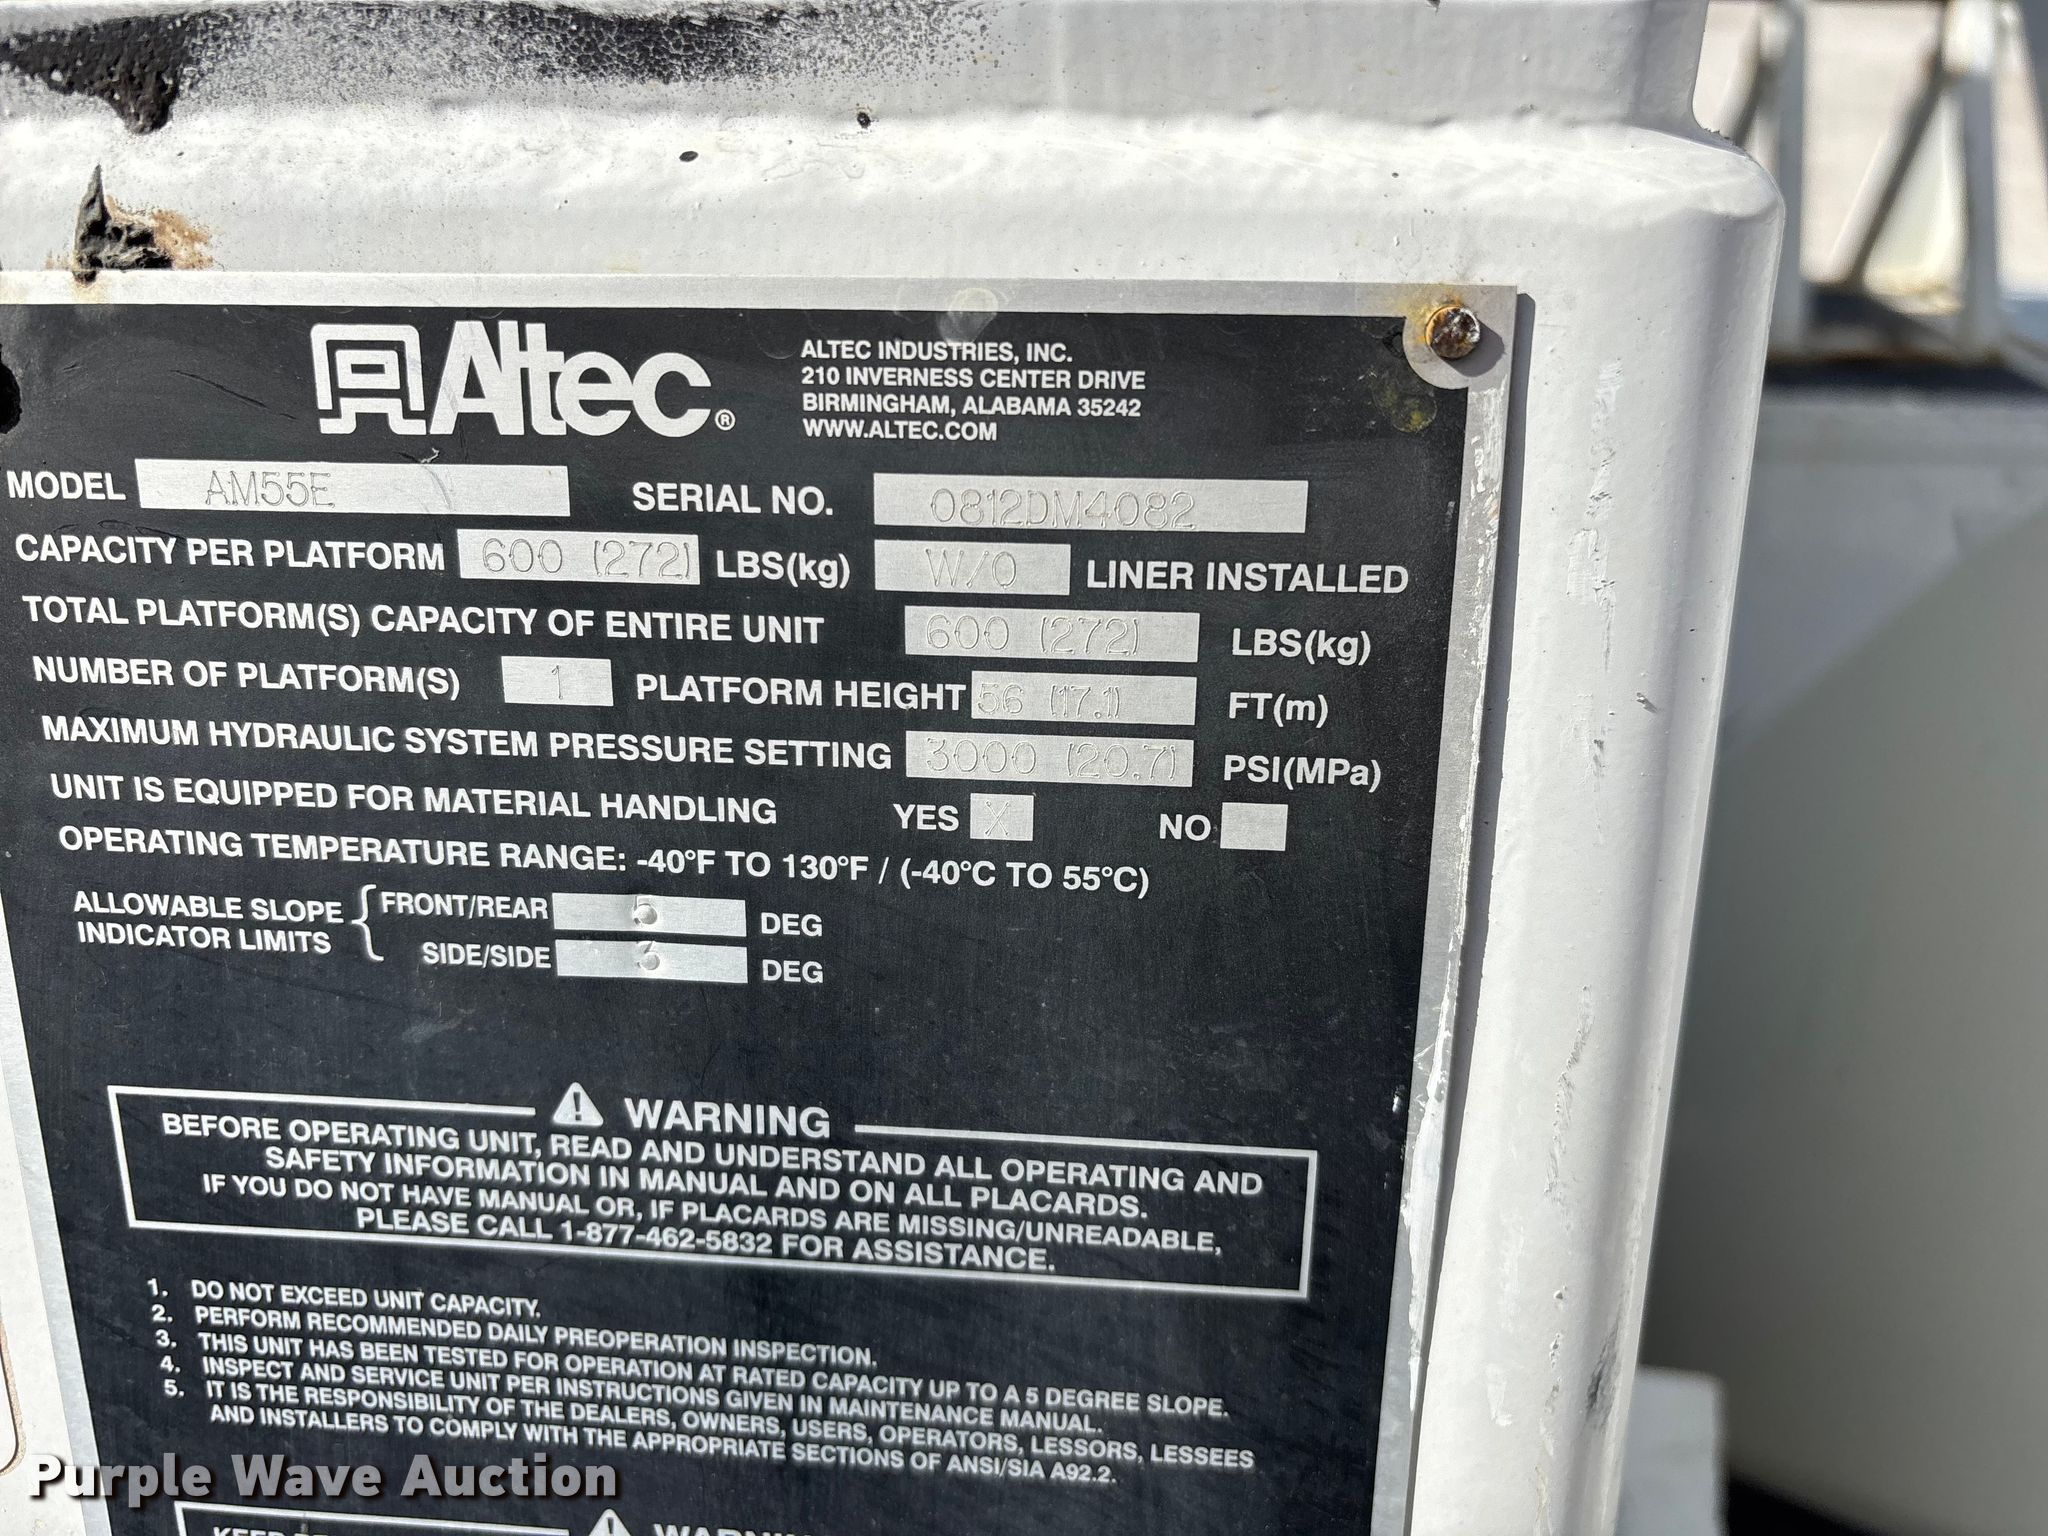 Altec®
ALTEC INDUSTRIES, INC.
210 INVERNESS CENTER DRIVE
BIRMINGHAM, ALABAMA 35242
WWW.ALTEC.COM
MODEL AM55E SERIAL NO. 0812DM4082
CAPACITY PER PLATFORM 600 (272) LBS(kg) W/O LINER INSTALLED
TOTAL PLATFORM(S) CAPACITY OF ENTIRE UNIT 600 (272) LBS(kg)
NUMBER OF PLATFORM(S) 1 PLATFORM HEIGHT 56 (17.1) FT(m)
MAXIMUM HYDRAULIC SYSTEM PRESSURE SETTING 3000 (20.7) PSI(MPa)
UNIT IS EQUIPPED FOR MATERIAL HANDLING YES X NO
OPERATING TEMPERATURE RANGE: -40°F TO 130°F / (-40°C TO 55°C)
ALLOWABLE SLOPE INDICATOR LIMITS { FRONT/REAR 5 DEG
SIDE/SIDE DEG
WARNING
BEFORE OPERATING UNIT, READ AND UNDERSTAND ALL OPERATING AND
SAFETY INFORMATION IN MANUAL AND ON ALL PLACARDS.
IF YOU DO NOT HAVE MANUAL OR, IF PLACARDS ARE MISSING/UNREADABLE,
PLEASE CALL 1-877-462-5832 FOR ASSISTANCE.
1. DO NOT EXCEED UNIT CAPACITY.
2. PERFORM RECOMMENDED DAILY PREOPERATION INSPECTION.
3. THIS UNIT HAS BEEN TESTED FOR OPERATION AT RATED CAPACITY UP TO A 5 DEGREE SLOPE.
4. INSPECT AND SERVICE UNIT PER INSTRUCTIONS GIVEN IN MAINTENANCE MANUAL.
5. IT IS THE RESPONSIBILITY OF THE DEALERS, OWNERS, USERS, OPERATORS, LESSORS, LESSEES
AND INSTALLERS TO COMPLY WITH THE APPROPRIATE SECTIONS OF ANSI/SIA A92.2.
WARNING
Purple Wave Auction